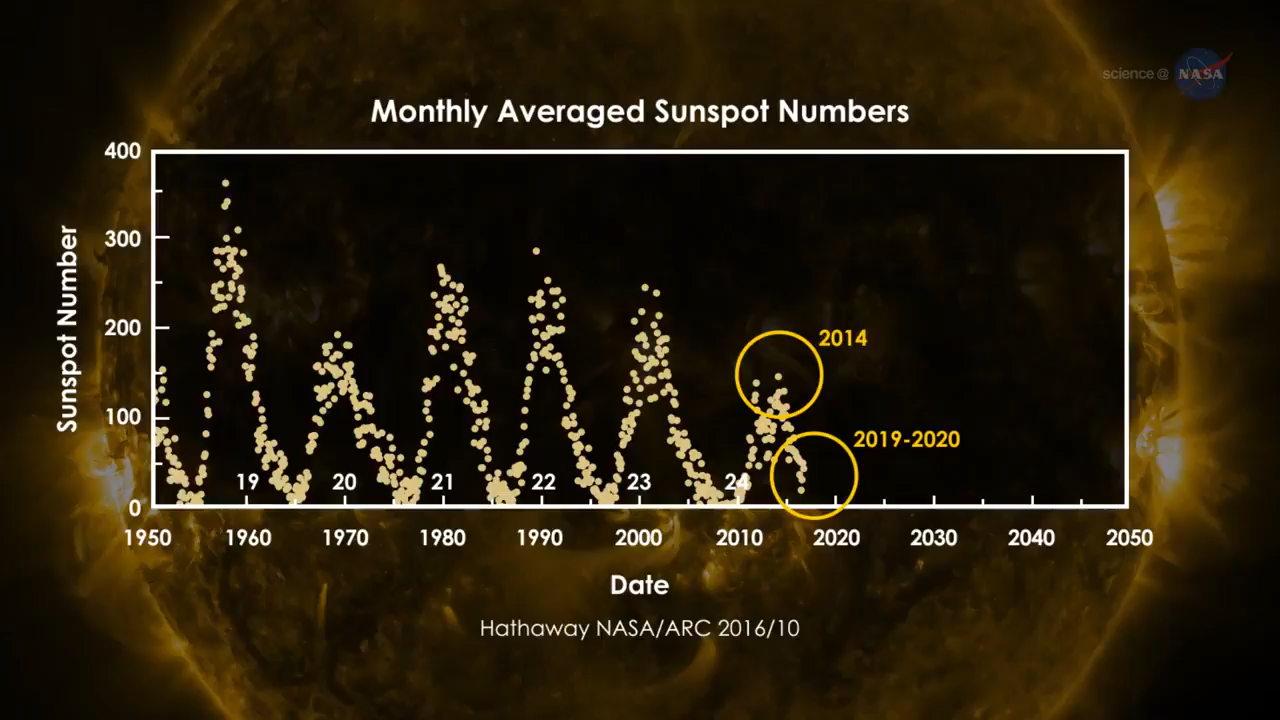 science@ NASA
Monthly Averaged Sunspot Numbers
400
300
200
100
0
Sunspot Number
2014
2019-2020
19 20 21 22 23 24
1950 1960 1970 1980 1990 2000 2010 2020 2030 2040 2050
Date
Hathaway NASA/ARC 2016/10